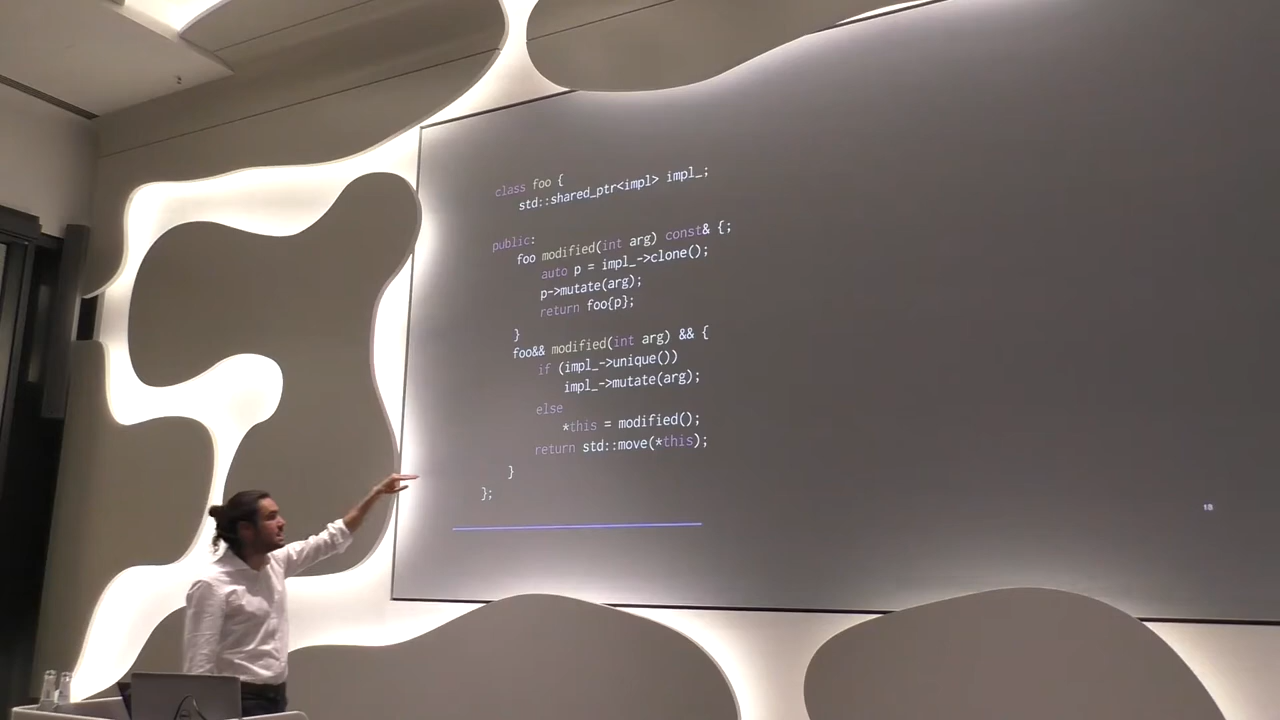 class foo {
std::shared_ptr<impl> impl_;
public:
foo modified(int arg) const& {;
auto p = impl_->clone();
p->mutate(arg);
return foo{p};
}
foo&& modified(int arg) && {
if (impl_->unique())
impl_->mutate(arg);
else
*this = modified();
return std::move(*this);
}
};
18